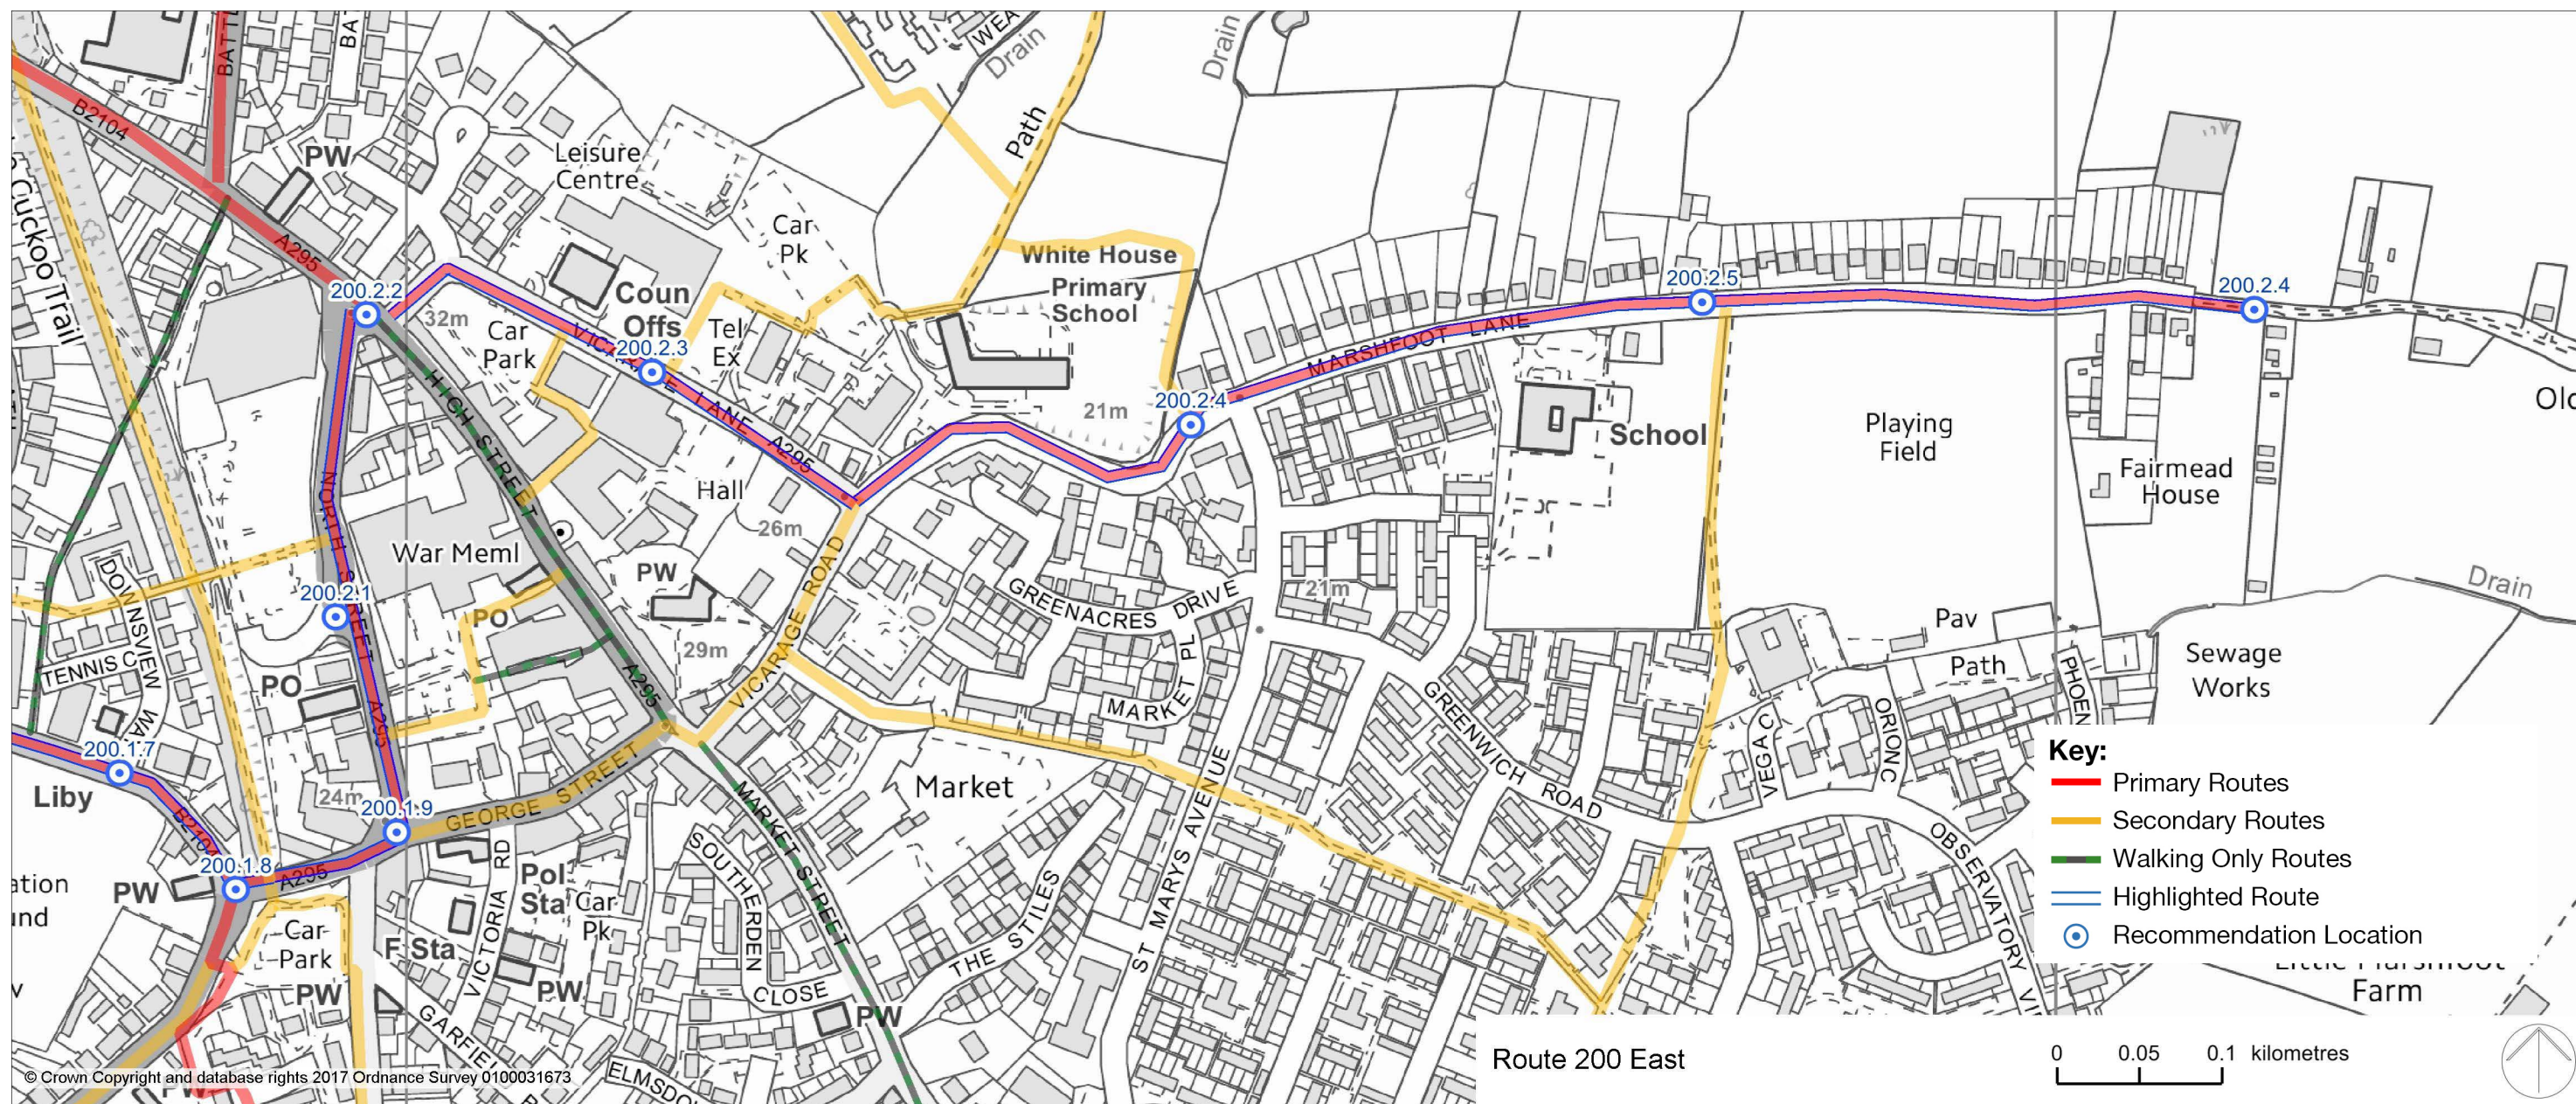 BATTL
BA
WEA
Drain
Drain
B2104
PW
Path
Leisure
Centre
Car
Pk
A295
Cuckoo Trail
White House
Primary
School
200.2.2
32m
Coun
Offs
Car
Park
Tel
Ex
VICARAGE LANE A295
200.2.3
200.2.5
200.2.4
MARSHFOOT LANE
200.2.4
21m
Old
HIGH STREET
School
Playing
Field
Fairmead
House
Hall
26m
NORTH STREET
War Meml
PW
GREENACRES DRIVE
21m
Drain
DOWNSVIEW WA
200.2.1
PO
29m
VICARAGE ROAD
MARKET PL
Pav
Path
Sewage
Works
TENNIS C
PO
A295
A295
GREENWICH ROAD
VEGA C
ORION C
PHOEN
200.1.7
Liby
24m
200.1.9
GEORGE STREET
Market
MARKET STREET
ST MARYS AVENUE
OBSERVATORY VI
B2104
200.1.8
A295
PW
ation
und
Car
Park
VICTORIA RD
Pol
Sta
Car
Pk
SOUTHERDEN
CLOSE
THE STILES
F Sta
PW
PW
PW
GARFIEL
ELMSDO
PW
Key:
Primary Routes
Secondary Routes
Walking Only Routes
Highlighted Route
Recommendation Location
Farm
Route 200 East
0 0.05 0.1 kilometres
© Crown Copyright and database rights 2017 Ordnance Survey 0100031673